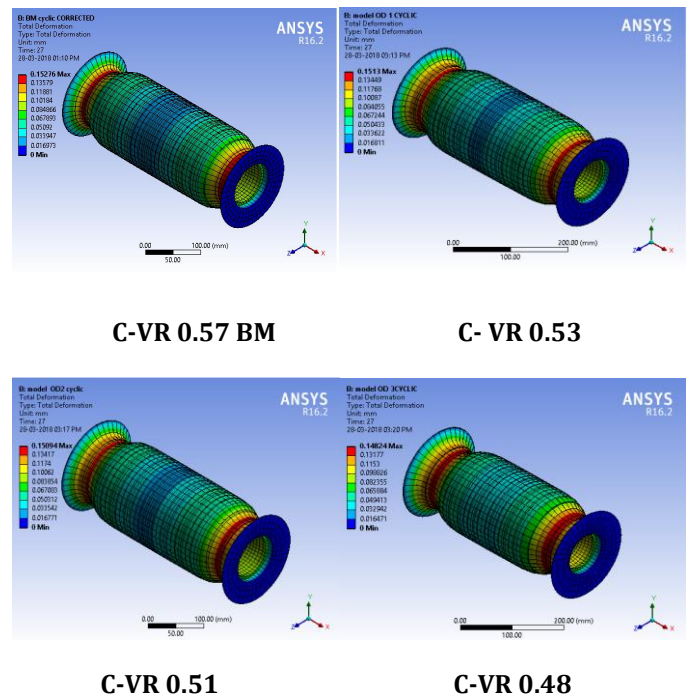 B: BM cyclic CORRECTED
Total Deformation
Type: Total Deformation
Unit: mm
Time: 27
28-03-2018 01:10 PM
0.15276 Max
0.13579
0.11881
0.10184
0.084866
0.067893
0.05092
0.033947
0.016973
0 Min
ANSYS
R16.2
0.00 100.00 (mm)
50.00
Y
Z X
B: model OD 1 CYCLIC
Total Deformation
Type: Total Deformation
Unit: mm
Time: 27
28-03-2018 03:13 PM
0.1513 Max
0.13449
0.11768
0.10087
0.084055
0.067244
0.050433
0.033622
0.016811
0 Min
ANSYS
R16.2
0.00 200.00 (mm)
100.00
Y
Z X
C-VR 0.57 BM C- VR 0.53
B: model OD2 cyclic
Total Deformation
Type: Total Deformation
Unit: mm
Time: 27
28-03-2018 03:17 PM
0.15094 Max
0.13417
0.1174
0.10062
0.083854
0.067083
0.050312
0.033542
0.016771
0 Min
ANSYS
R16.2
0.00 100.00 (mm)
50.00
Y
Z X
B: model OD 3CYCLIC
Total Deformation
Type: Total Deformation
Unit: mm
Time: 27
28-03-2018 03:20 PM
0.14824 Max
0.13177
0.1153
0.098826
0.082355
0.065884
0.049413
0.032942
0.016471
0 Min
ANSYS
R16.2
0.00 200.00 (mm)
100.00
Y
Z X
C-VR 0.51 C-VR 0.48